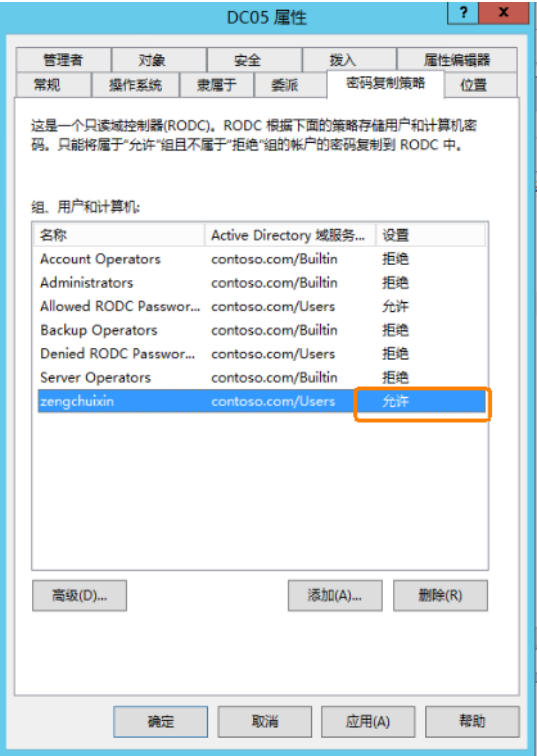 DC05 属性
?
x
管理者 对象 安全 拨入 属性编辑器
常规 操作系统 隶属于 委派 密码复制策略 位置
这是一个只读域控制器(RODC)。RODC 根据下面的策略存储用户和计算机密
码。只能将属于“允许”组且不属于“拒绝”组的帐户的密码复制到 RODC 中。
组、用户和计算机:
名称 Active Directory 域服务... 设置
Account Operators contoso.com/Builtin 拒绝
Administrators contoso.com/Builtin 拒绝
Allowed RODC Passwor... contoso.com/Users 允许
Backup Operators contoso.com/Builtin 拒绝
Denied RODC Passwor... contoso.com/Users 拒绝
Server Operators contoso.com/Builtin 拒绝
zengchuixin contoso.com/Users 允许
高级(D)... 添加(A)... 删除(R)
确定 取消 应用(A) 帮助